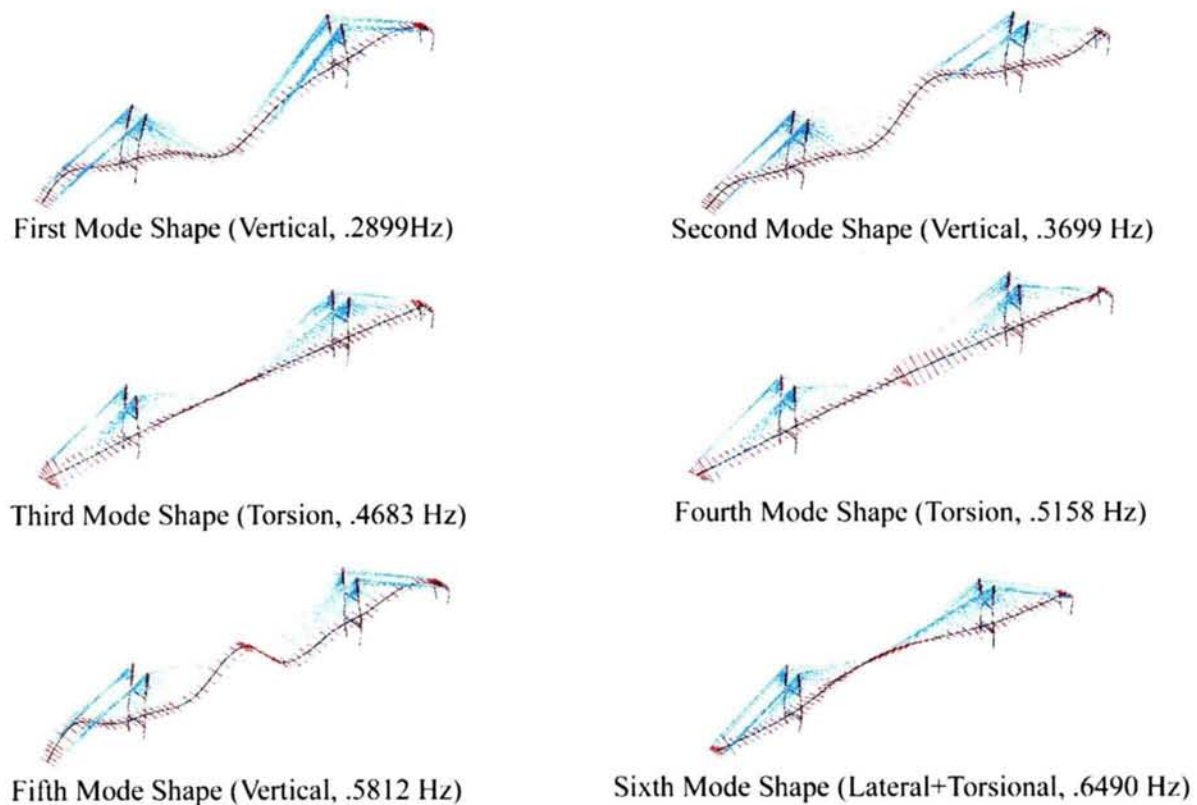 First Mode Shape (Vertical, .2899Hz)
Second Mode Shape (Vertical, .3699 Hz)
Third Mode Shape (Torsion, .4683 Hz)
Fourth Mode Shape (Torsion, .5158 Hz)
Fifth Mode Shape (Vertical, .5812 Hz)
Sixth Mode Shape (Lateral+Torsional, .6490 Hz)